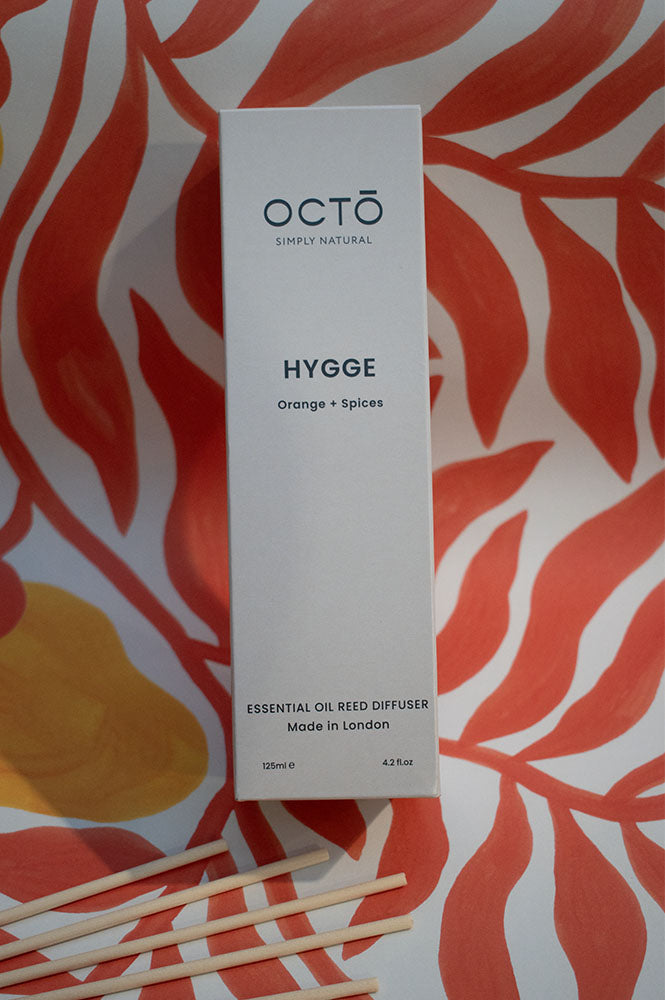 OCTŌ
SIMPLY NATURAL
HYGGE
Orange + Spices
ESSENTIAL OIL REED DIFFUSER
Made in London
125ml ℮ 4.2 fl.oz